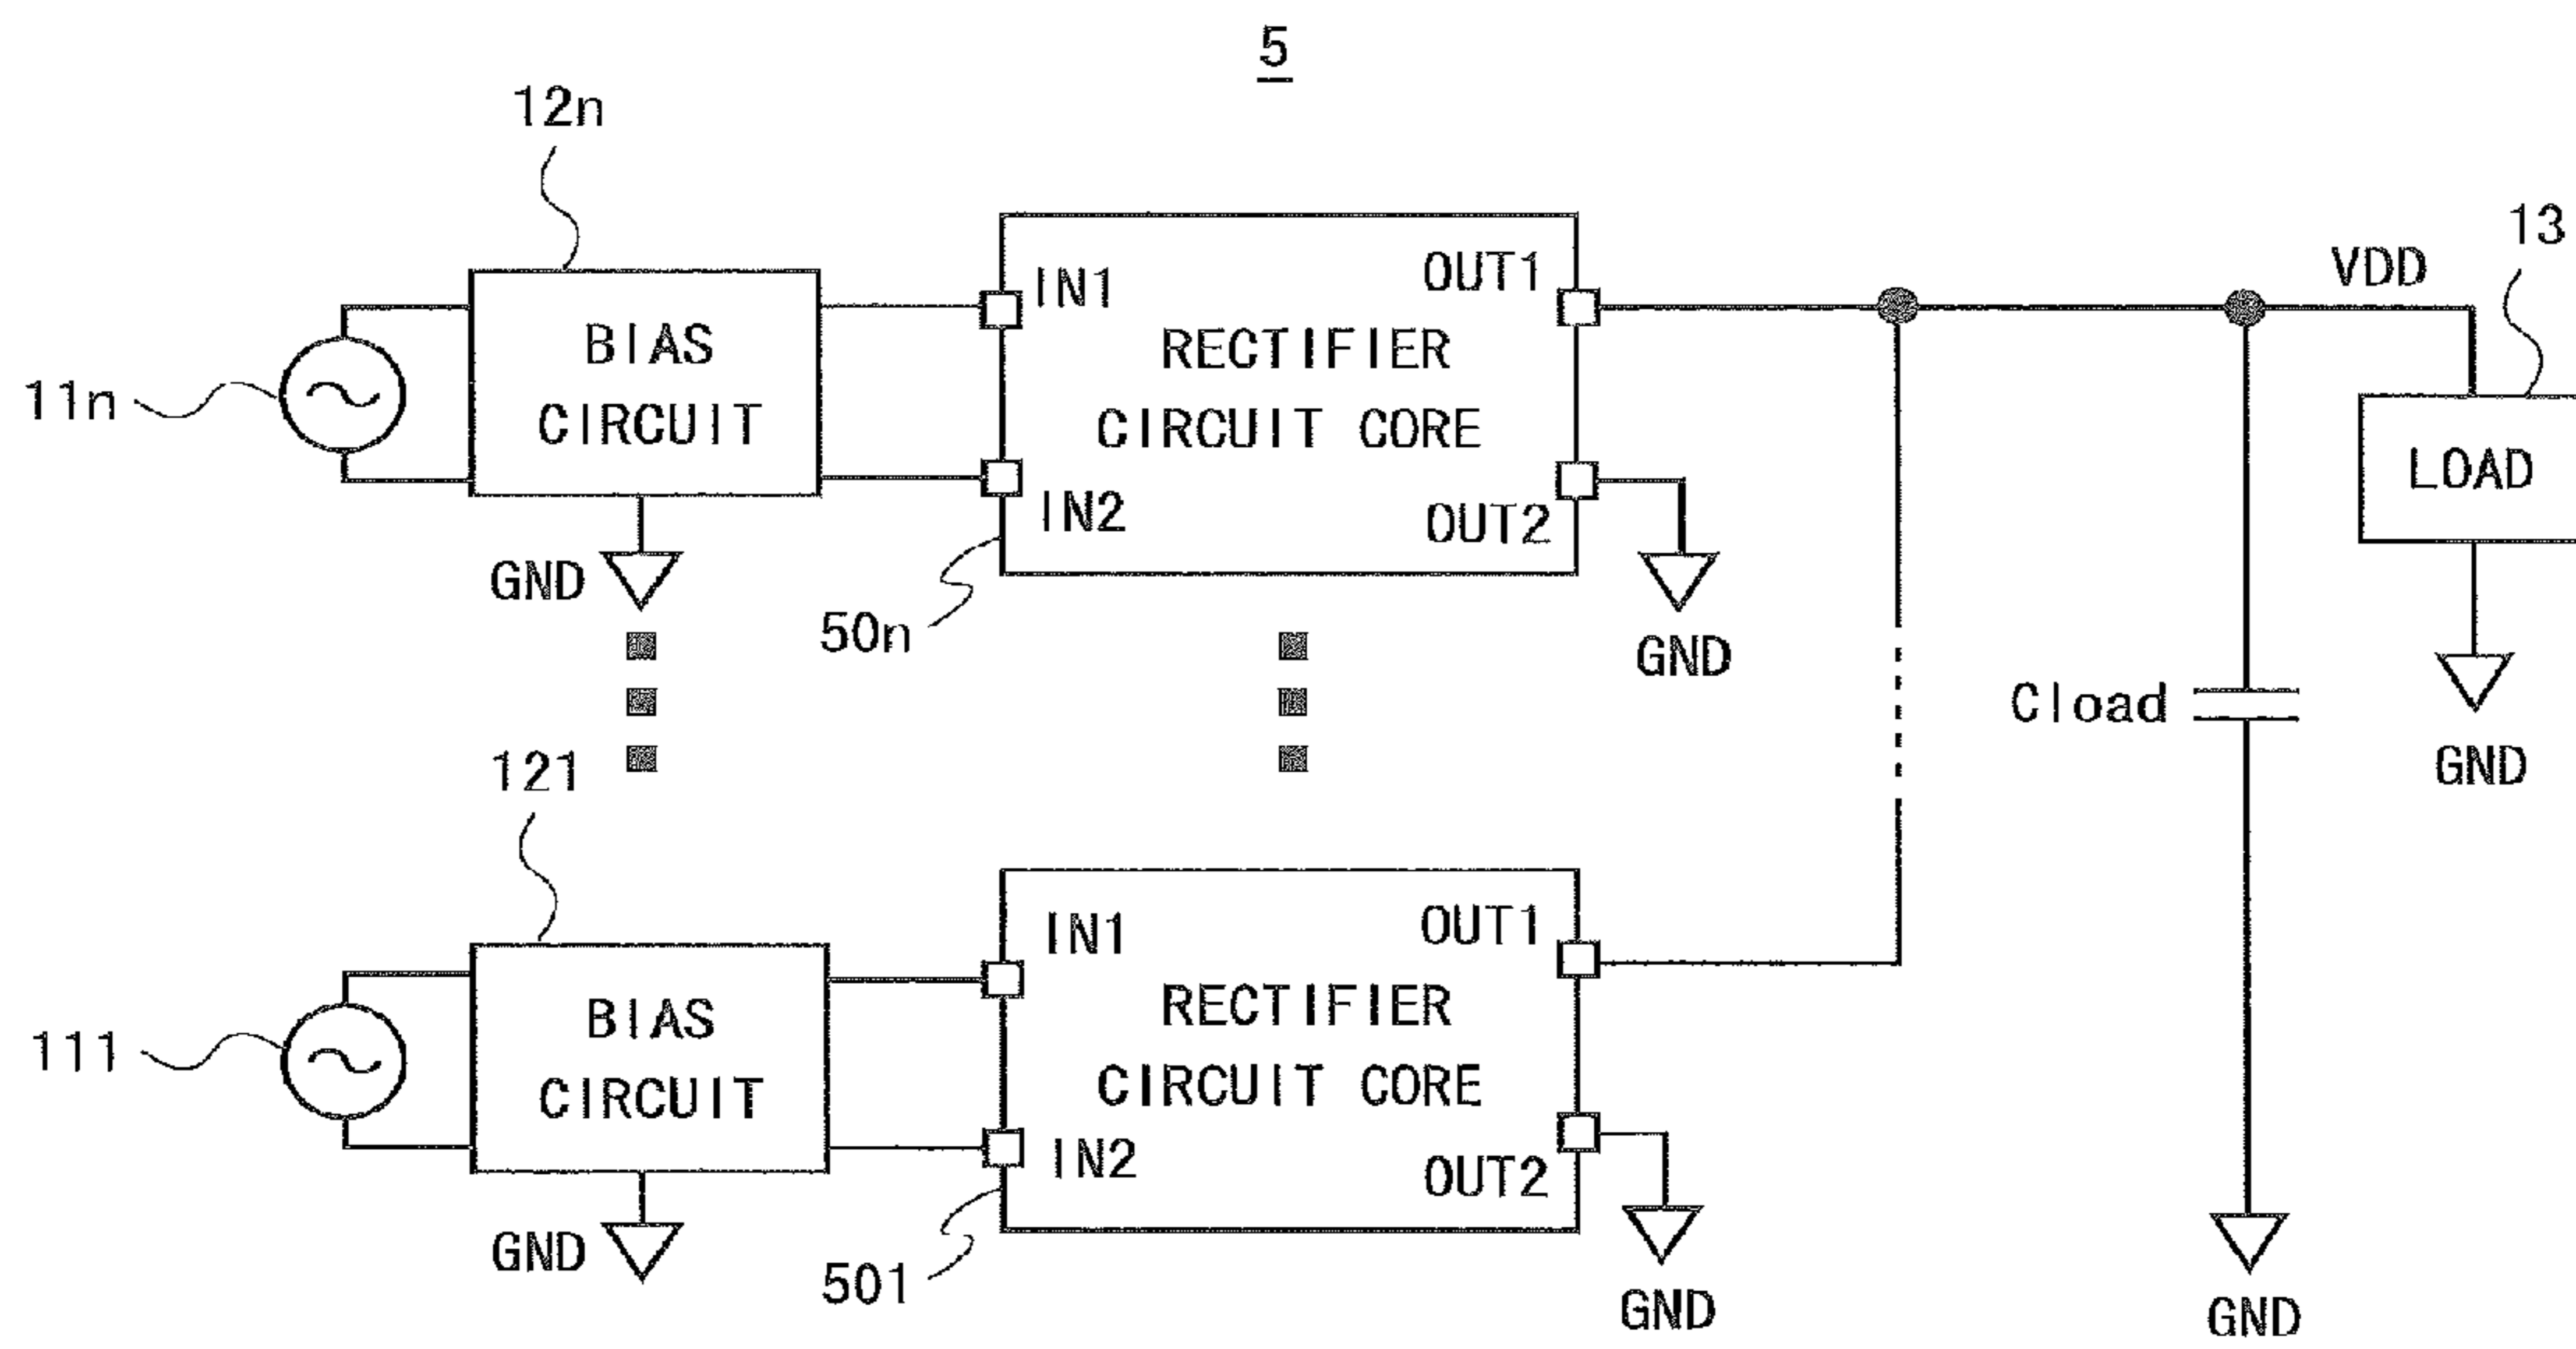 5
12n
13
IN1
OUT1
VDD
BIAS
CIRCUIT
RECTIFIER
CIRCUIT CORE
11n
LOAD
IN2
OUT2
GND
50n
GND
Cload
GND
121
IN1
OUT1
BIAS
CIRCUIT
RECTIFIER
CIRCUIT CORE
111
IN2
OUT2
GND
501
GND
GND